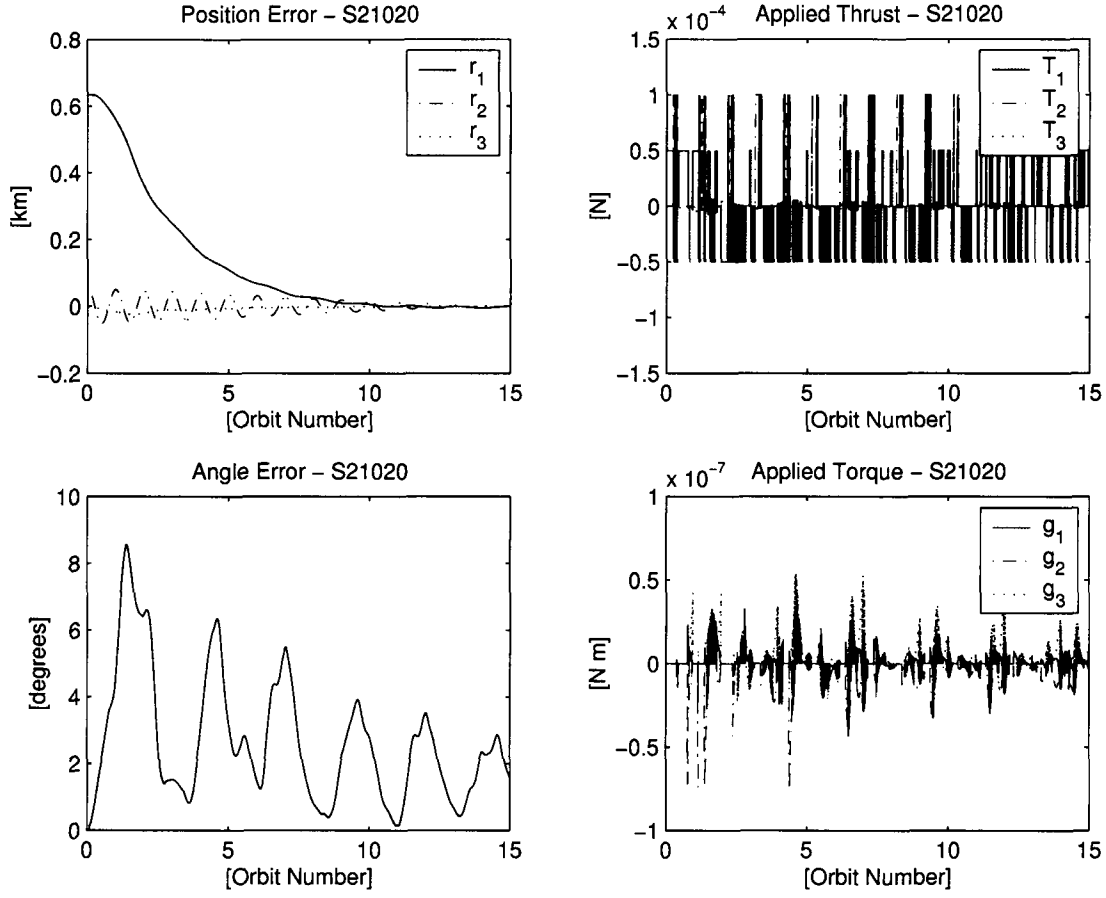 Position Error – S21020
0.8
0.6
0.4
0.2
0
−0.2
[km]
0 5 10 15
[Orbit Number]
r1
r2
r3
Applied Thrust – S21020
x 10−4
1.5
1
0.5
0
−0.5
−1
−1.5
[N]
0 5 10 15
[Orbit Number]
T1
T2
T3
Angle Error – S21020
10
8
6
4
2
0
[degrees]
0 5 10 15
[Orbit Number]
Applied Torque – S21020
x 10−7
1
0.5
0
−0.5
−1
[N m]
0 5 10 15
[Orbit Number]
g1
g2
g3